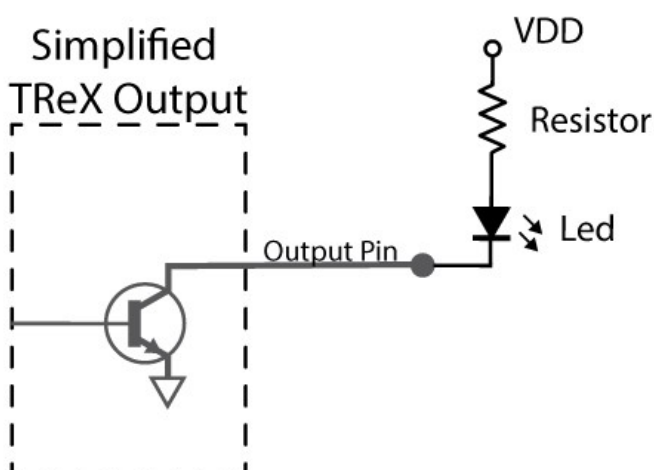 Simplified
TReX Output
VDD
Resistor
Led
Output Pin